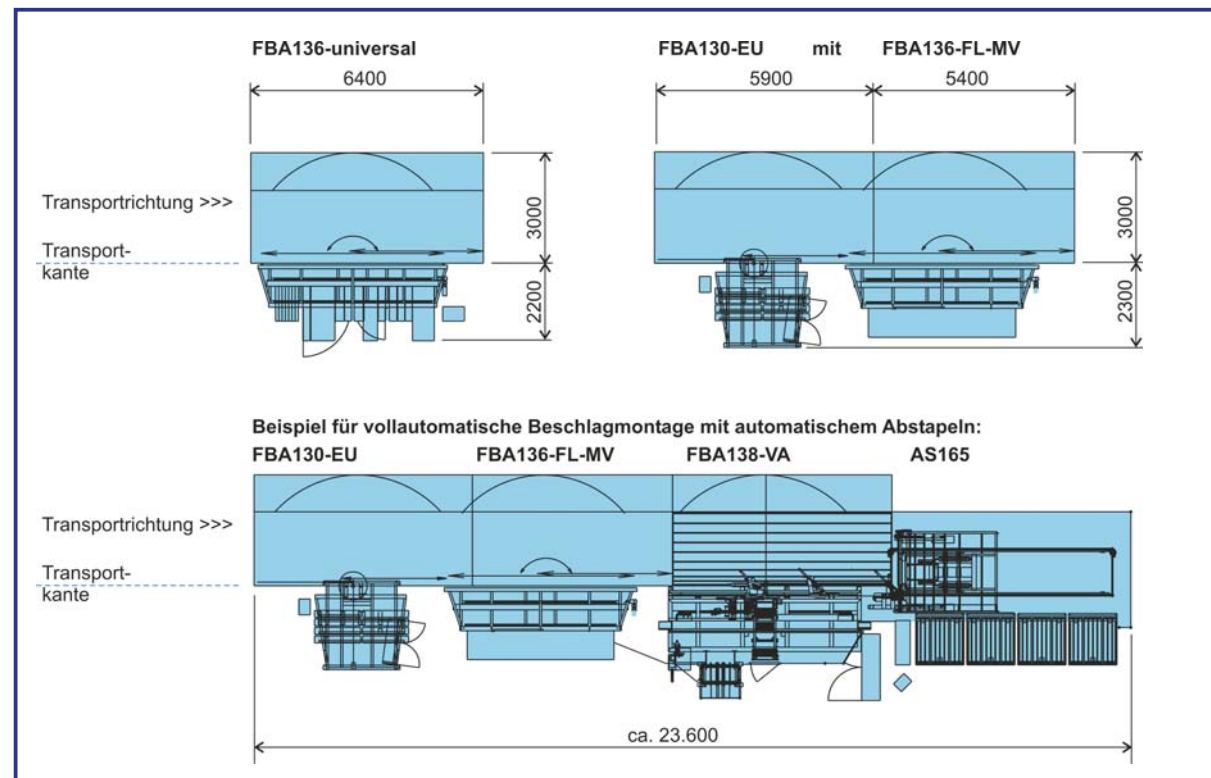 FBA136-universal
6400
FBA130-EU mit FBA136-FL-MV
5900 5400
Transportrichtung >>>
3000
3000
Transport-
kante
2200
2300
Beispiel für vollautomatische Beschlagmontage mit automatischem Abstapeln:
FBA130-EU FBA136-FL-MV FBA138-VA AS165
Transportrichtung >>>
Transport-
kante
ca. 23.600